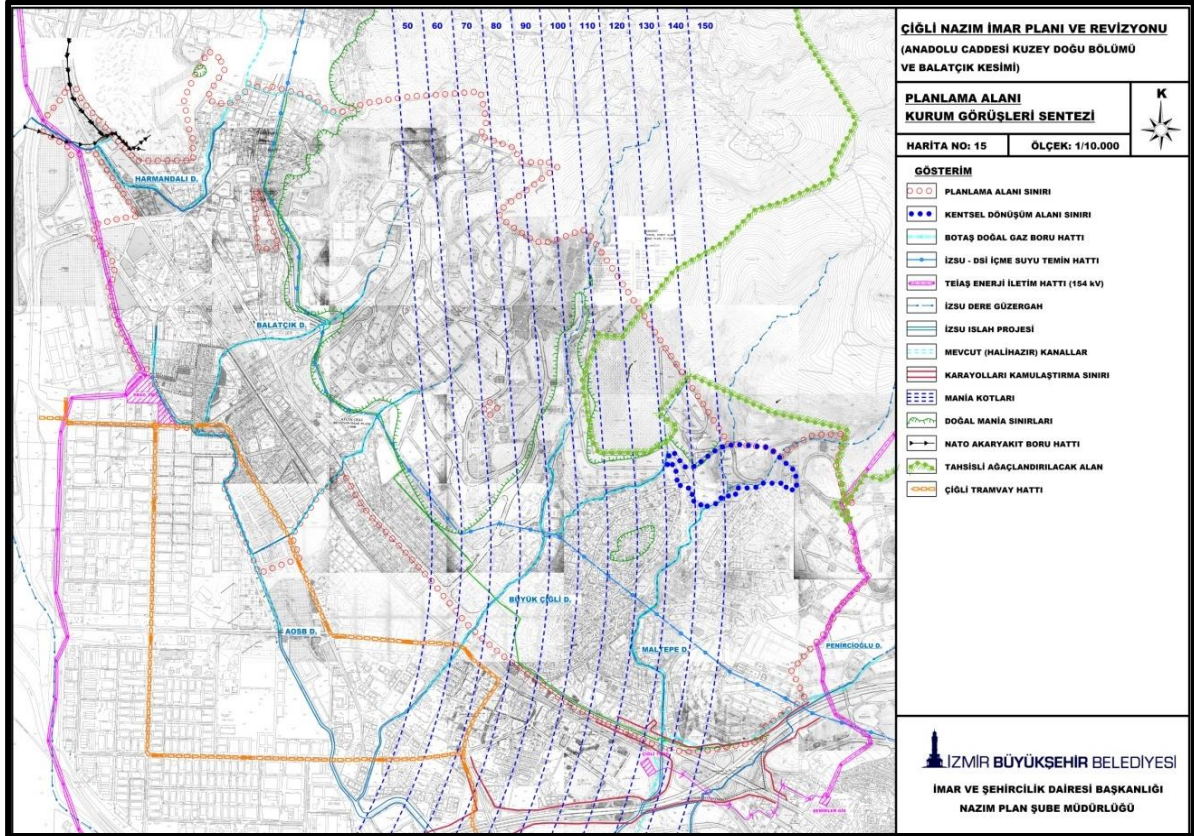 50 60 70 80 90 100 110 120 130 140 150
HARMANDALI D.
BALATÇIK D.
BÜYÜK ÇİĞLİ D.
AOSB D.
MALTEPE D
PENİRCİOĞLU D.
ÇİĞLİ NAZIM İMAR PLANI VE REVİZYONU
(ANADOLU CADDESİ KUZEY DOĞU BÖLÜMÜ
VE BALATÇIK KESİMİ)
PLANLAMA ALANI
KURUM GÖRÜŞLERİ SENTEZİ
K
HARİTA NO: 15
ÖLÇEK: 1/10.000
GÖSTERİM
PLANLAMA ALANI SINIRI
KENTSEL DÖNÜŞÜM ALANI SINIRI
BOTAŞ DOĞAL GAZ BORU HATTI
İZSU - DSİ İÇME SUYU TEMİN HATTI
TEİAŞ ENERJİ İLETİM HATTI (154 kV)
İZSU DERE GÜZERGAH
İZSU ISLAH PROJESİ
MEVCUT (HALİHAZIR) KANALLAR
KARAYOLLARI KAMULAŞTIRMA SINIRI
MANİA KOTLARI
DOĞAL MANİA SINIRLARI
NATO AKARYAKIT BORU HATTI
TAHSİSLİ AĞAÇLANDIRILACAK ALAN
ÇİĞLİ TRAMVAY HATTI
İZMİR BÜYÜKŞEHİR BELEDİYESİ
İMAR VE ŞEHİRCİLİK DAİRESİ BAŞKANLIĞI
NAZIM PLAN ŞUBE MÜDÜRLÜĞÜ